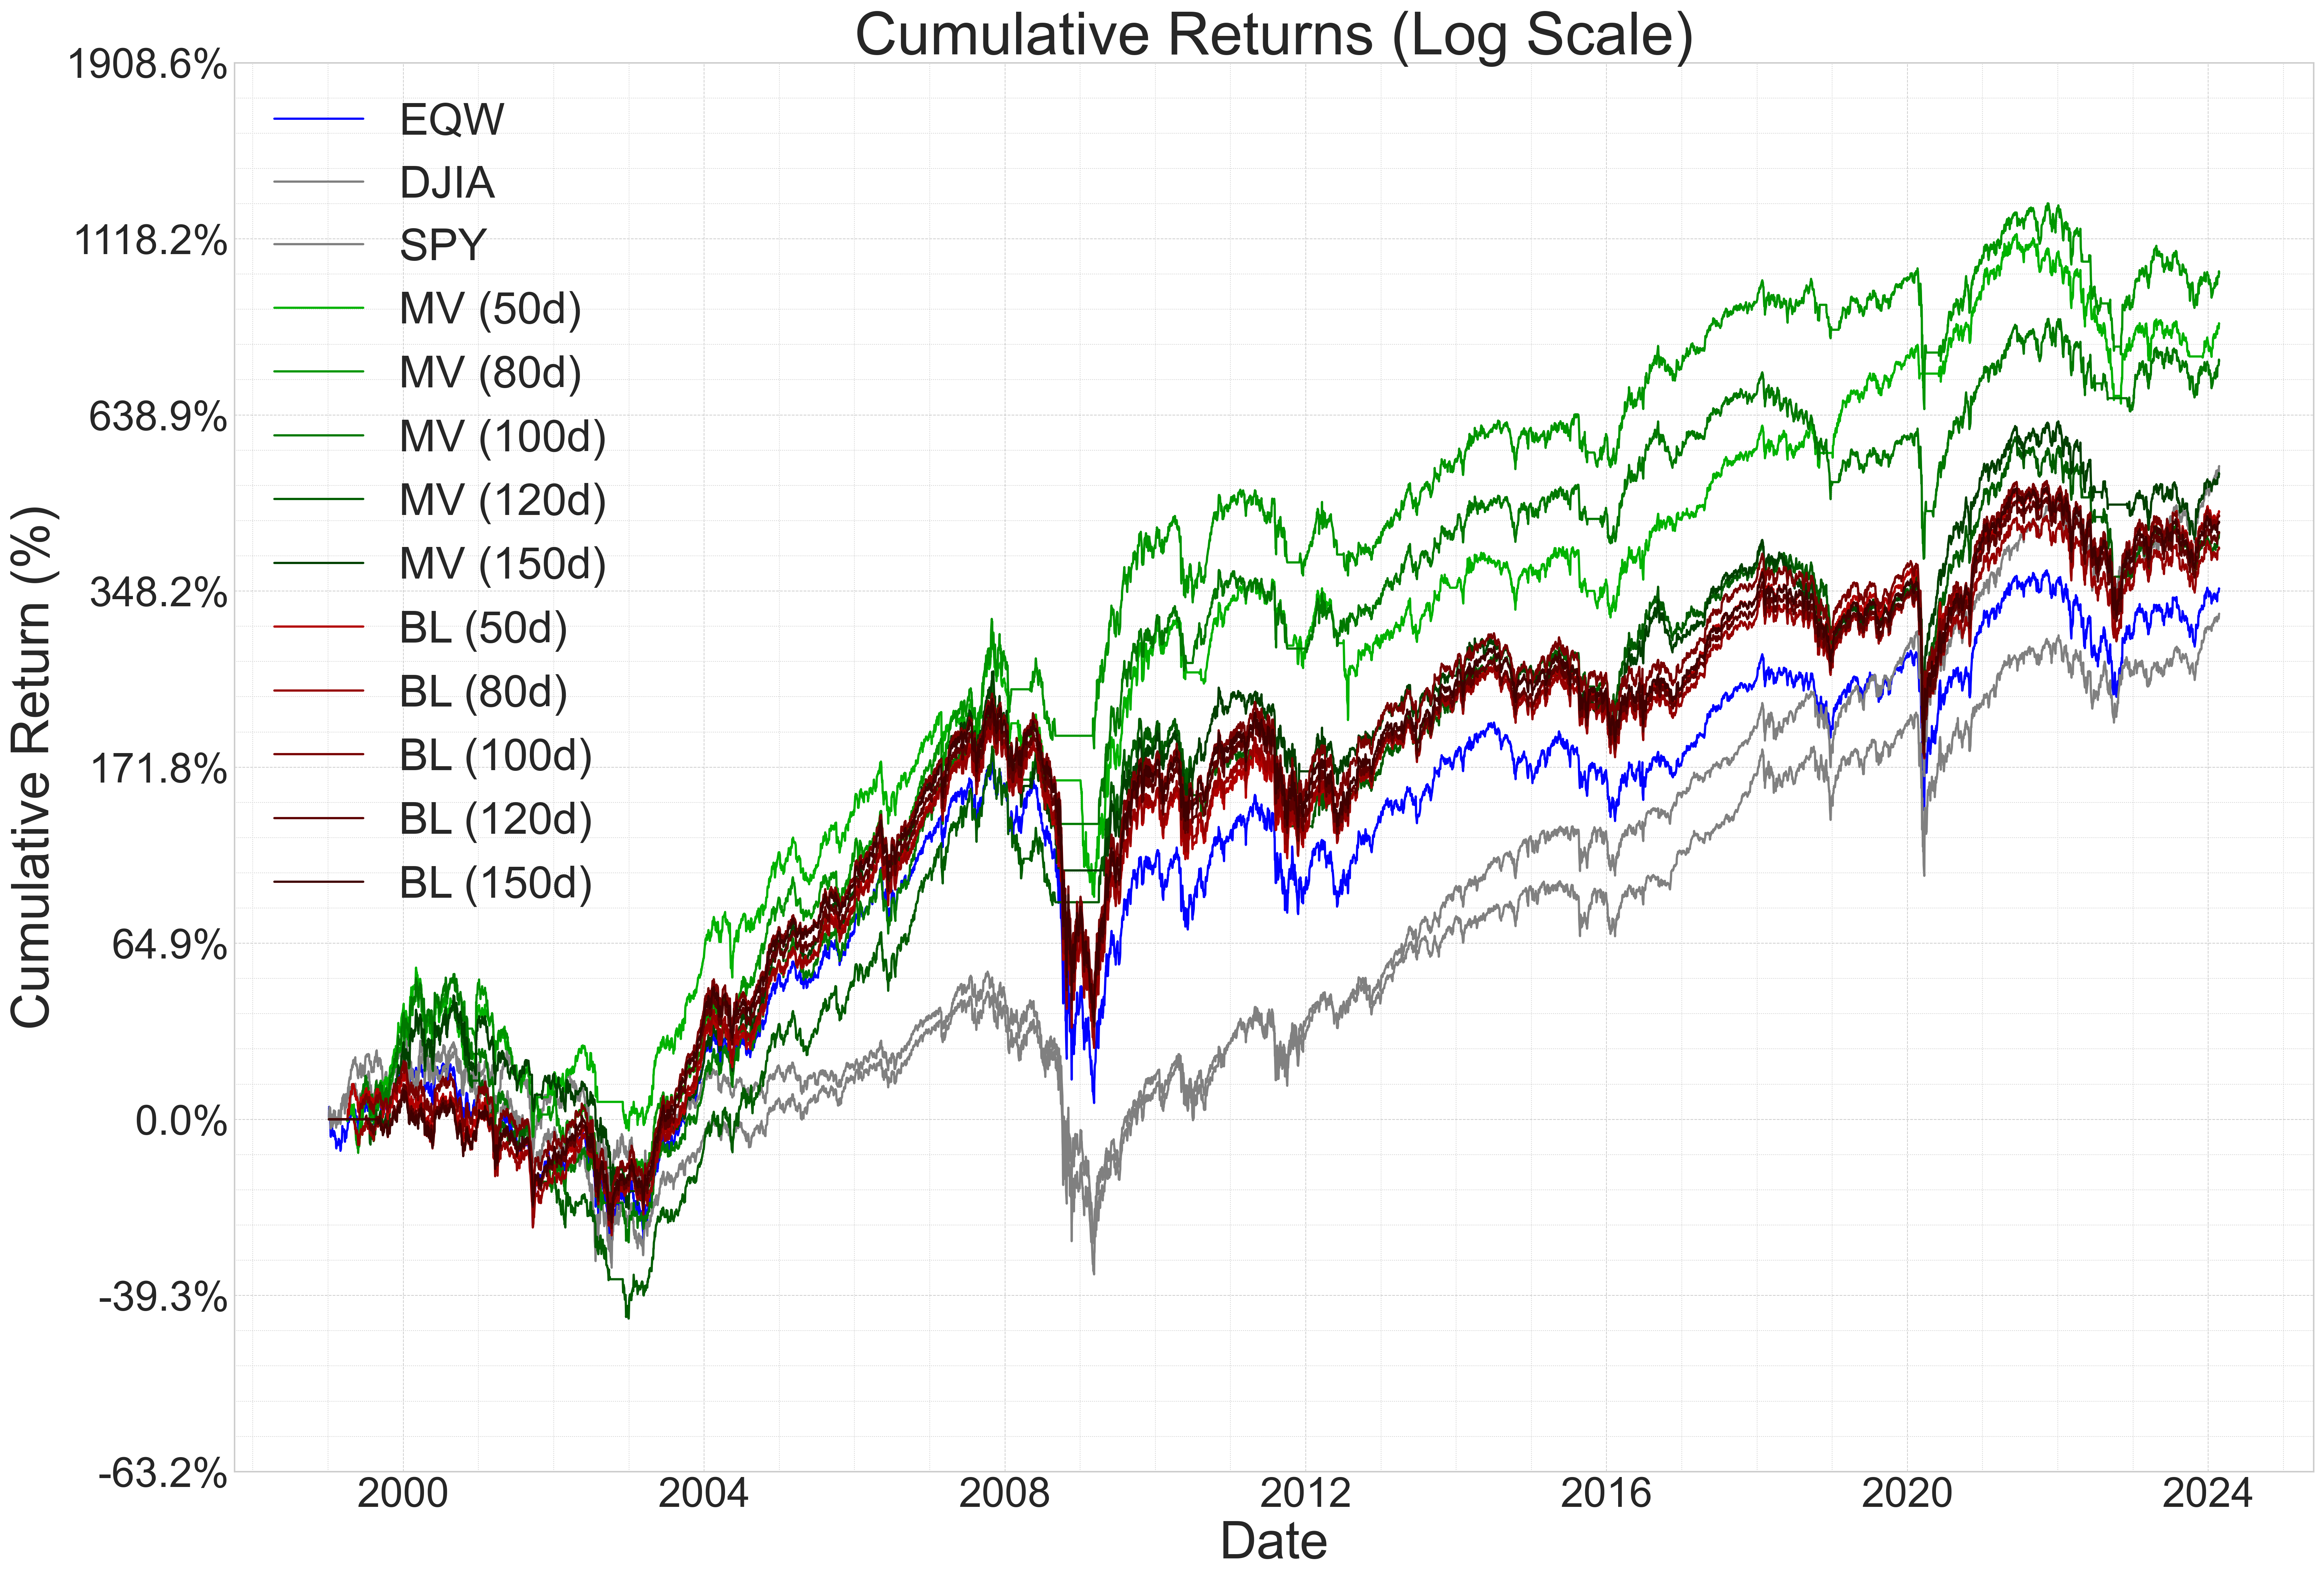 Cumulative Returns (Log Scale)
1908.6%
1118.2%
638.9%
348.2%
171.8%
64.9%
0.0%
-39.3%
-63.2%
Cumulative Return (%)
EQW
DJIA
SPY
MV (50d)
MV (80d)
MV (100d)
MV (120d)
MV (150d)
BL (50d)
BL (80d)
BL (100d)
BL (120d)
BL (150d)
2000 2004 2008 2012 2016 2020 2024
Date